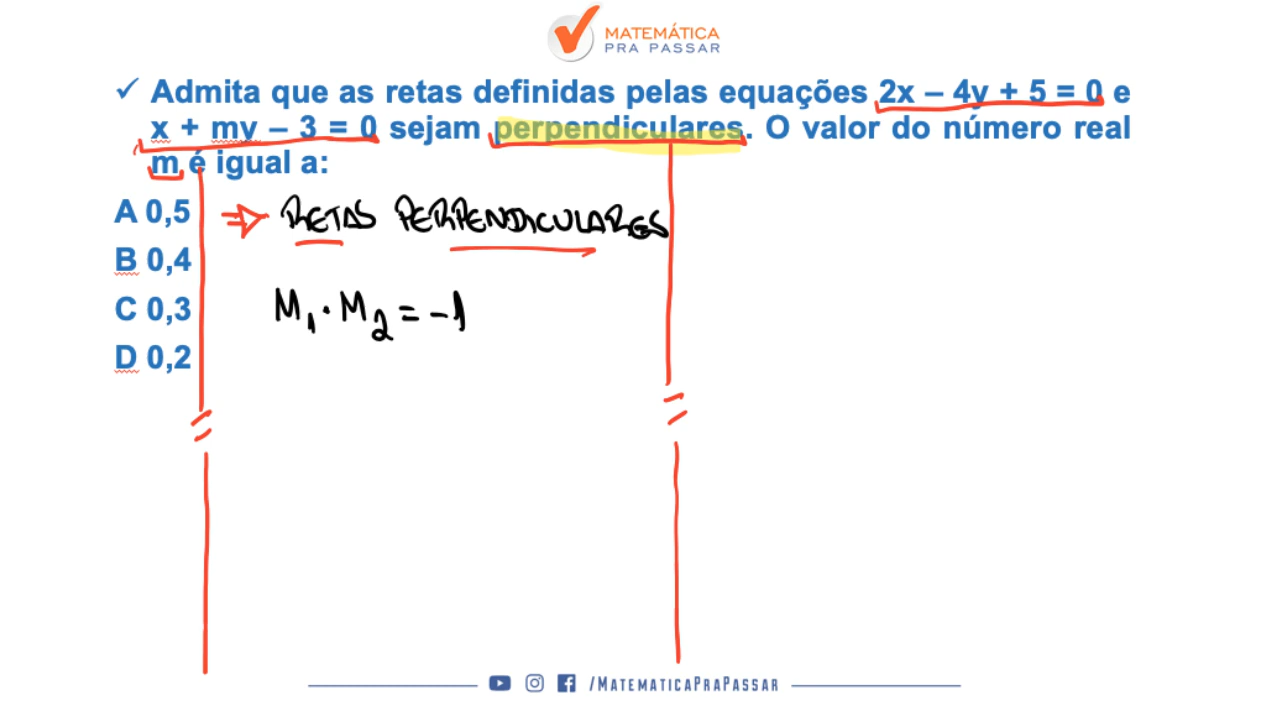 MATEMÁTICA
PRA PASSAR
✓ Admita que as retas definidas pelas equações 2x – 4y + 5 = 0 e
x + my – 3 = 0 sejam perpendiculares. O valor do número real
m é igual a:
A 0,5
⇒ RETAS PERPENDICULARES
B 0,4
C 0,3
M₁ · M₂ = -1
D 0,2
/MATEMATICAPRAPASSAR